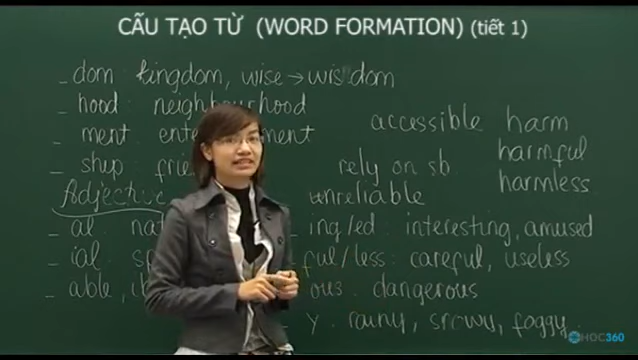 CẤU TẠO TỪ (WORD FORMATION) (tiết 1)
_ dom kingdom, wise → wisdom
_ hood: neighbourhood
_ ment: ment
_ ship:
accessible harm
harmful
harmless
rely on sb.
unreliable
_ al:
_ ial:
_ able,
_ ing/ed: interesting, amused
ful/less: careful, useless
ous. dangerous
_ y. rainy, snowy, foggy.
HOC360